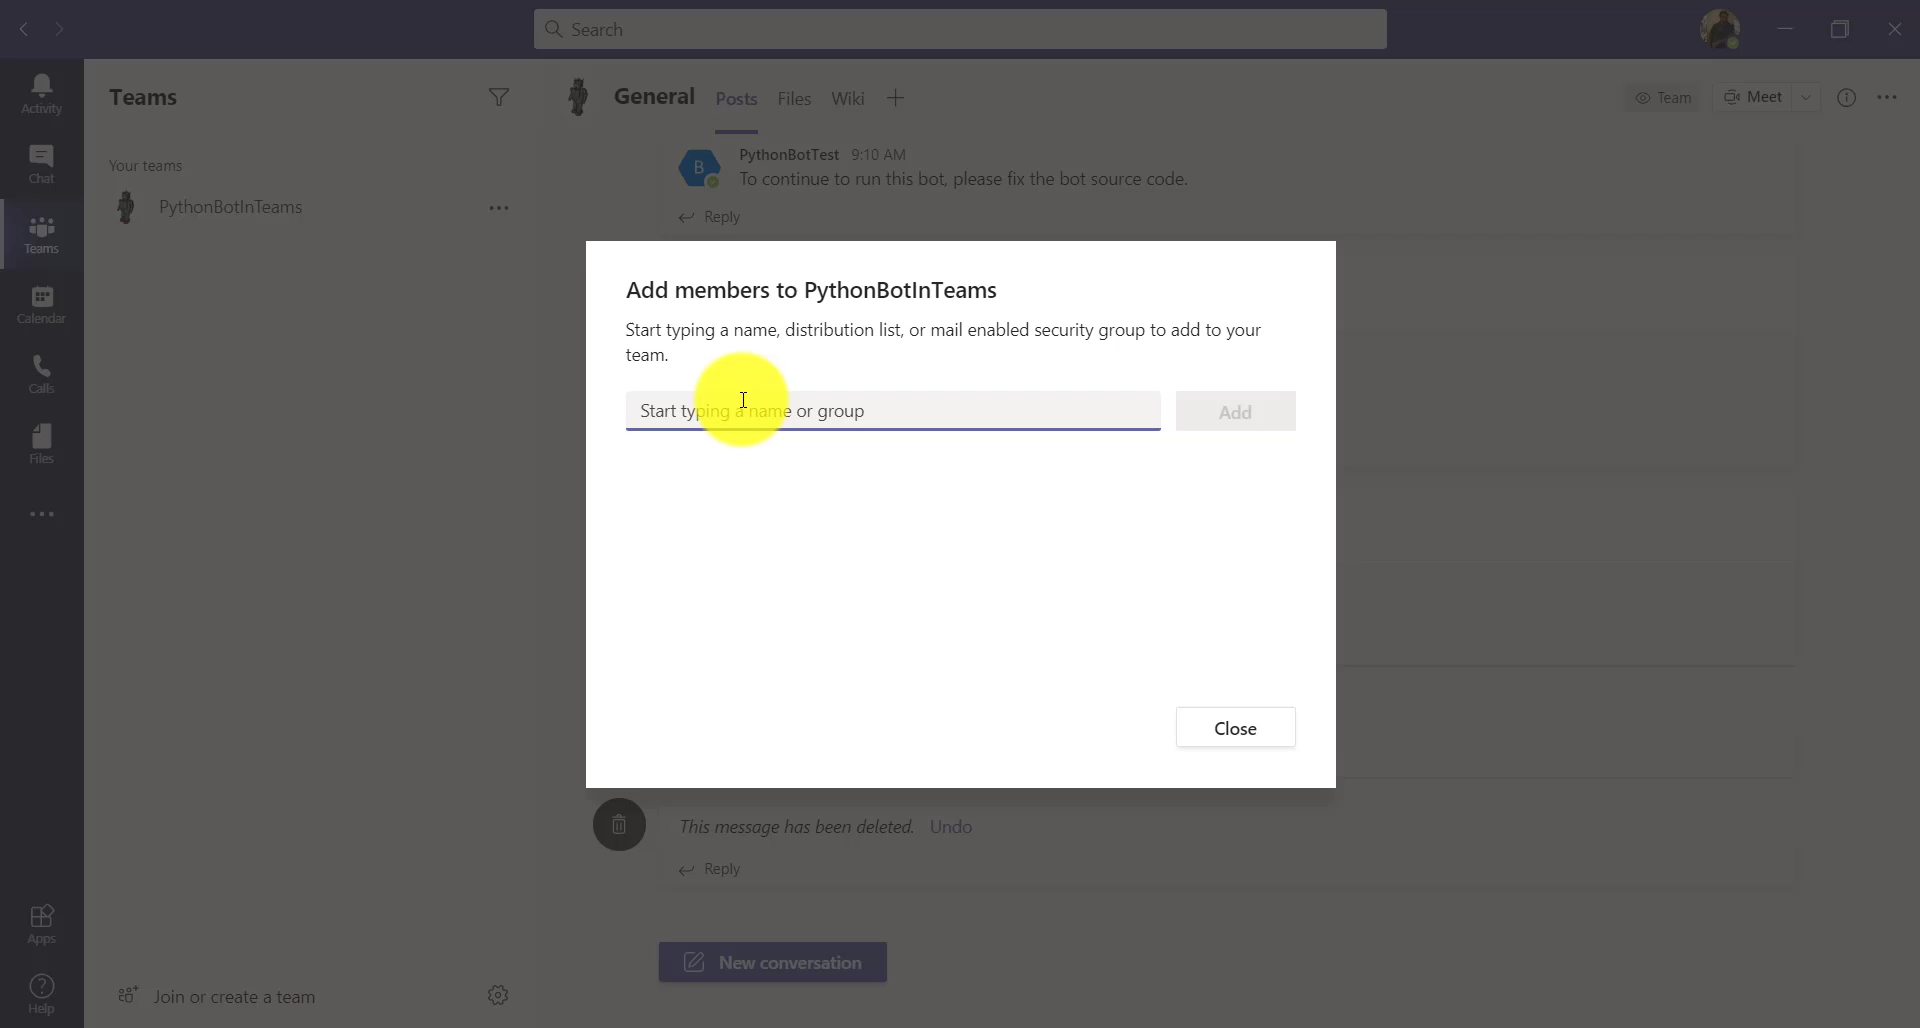 Search
Activity
Chat
Teams
Calendar
Calls
Files
Apps
Help
Teams
Your teams
PythonBotInTeams
Join or create a team
General Posts Files Wiki
Team
Meet
B
PythonBotTest 9:10 AM
To continue to run this bot, please fix the bot source code.
Reply
Add members to PythonBotInTeams
Start typing a name, distribution list, or mail enabled security group to add to your
team.
Start typing a name or group
Add
Close
This message has been deleted. Undo
Reply
New conversation